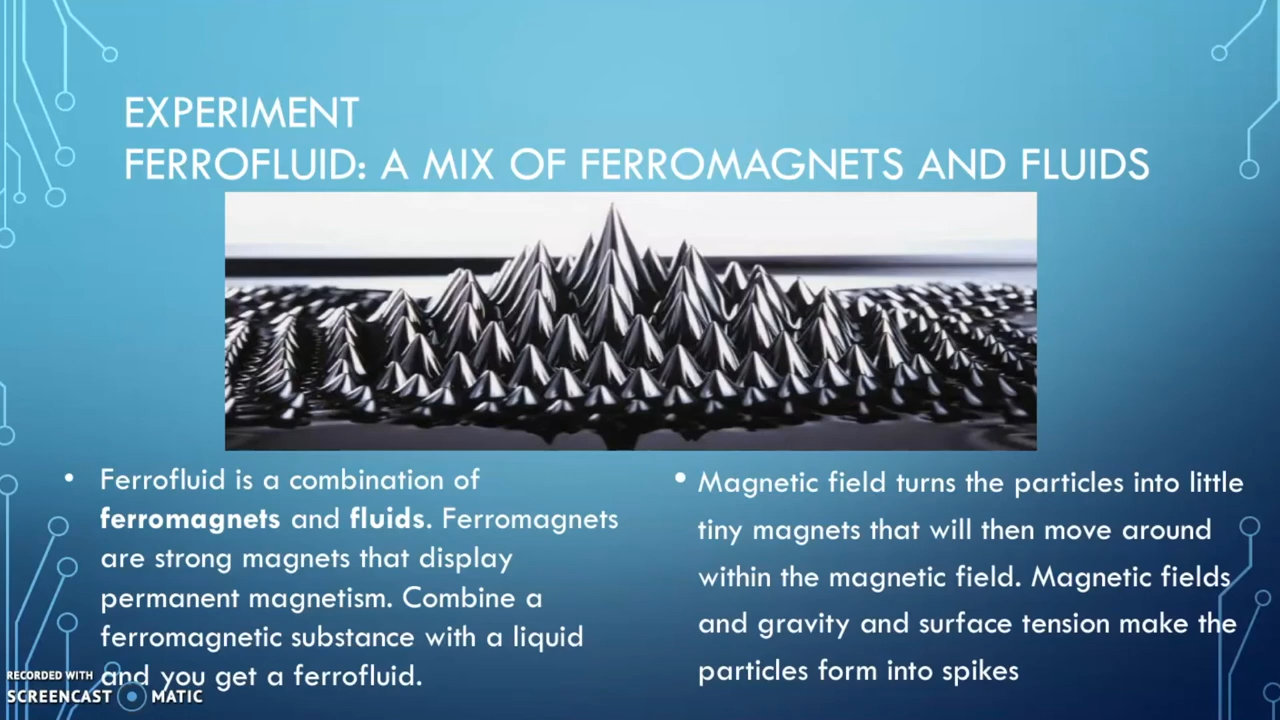 EXPERIMENT
FERROFLUID: A MIX OF FERROMAGNETS AND FLUIDS
• Ferrofluid is a combination of
ferromagnets and fluids. Ferromagnets
are strong magnets that display
permanent magnetism. Combine a
ferromagnetic substance with a liquid
and you get a ferrofluid.
• Magnetic field turns the particles into little
tiny magnets that will then move around
within the magnetic field. Magnetic fields
and gravity and surface tension make the
particles form into spikes
RECORDED WITH
SCREENCAST MATIC